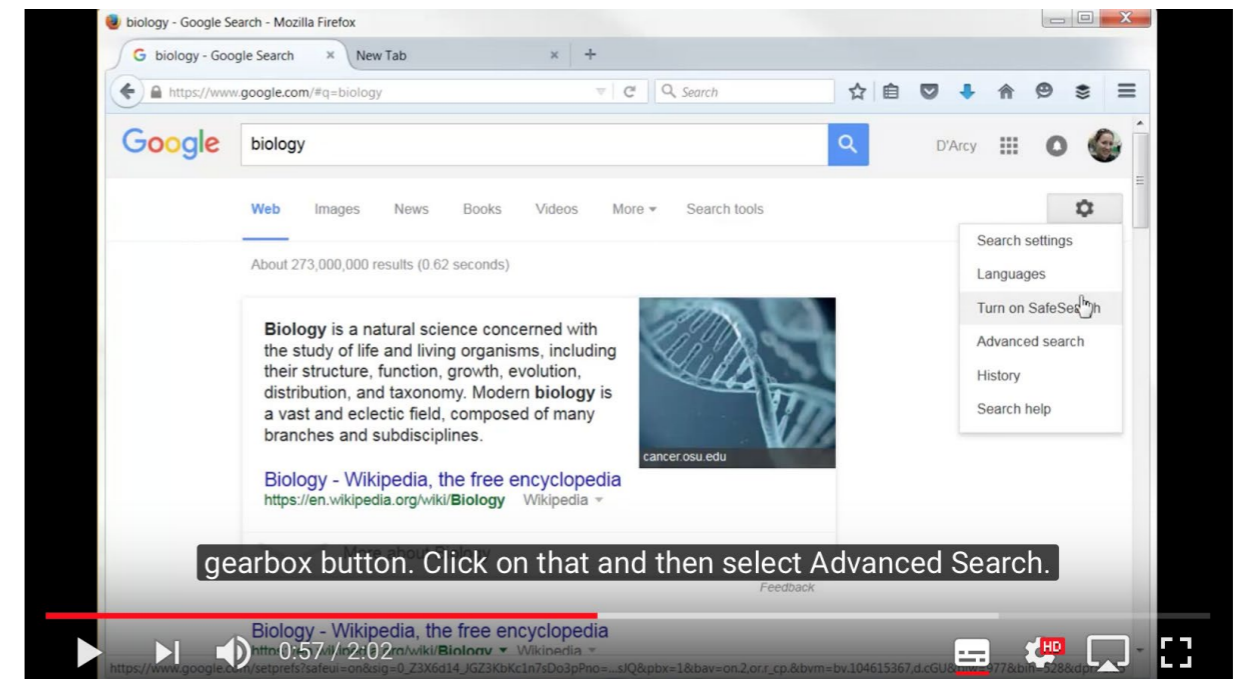 biology - Google Search - Mozilla Firefox
G biology - Google Search × New Tab × +
https://www.google.com/#q=biology Search
Google biology D'Arcy
Web Images News Books Videos More Search tools
Search settings
About 273,000,000 results (0.62 seconds)
Languages
Turn on SafeSearch
Biology is a natural science concerned with
the study of life and living organisms, including
their structure, function, growth, evolution,
distribution, and taxonomy. Modern biology is
a vast and eclectic field, composed of many
branches and subdisciplines.
Advanced search
History
Search help
cancer.osu.edu
Biology - Wikipedia, the free encyclopedia
https://en.wikipedia.org/wiki/Biology Wikipedia
gearbox button. Click on that and then select Advanced Search.
Feedback
Biology - Wikipedia, the free encyclopedia
0:57 / 2:02
Wikipedia
HD